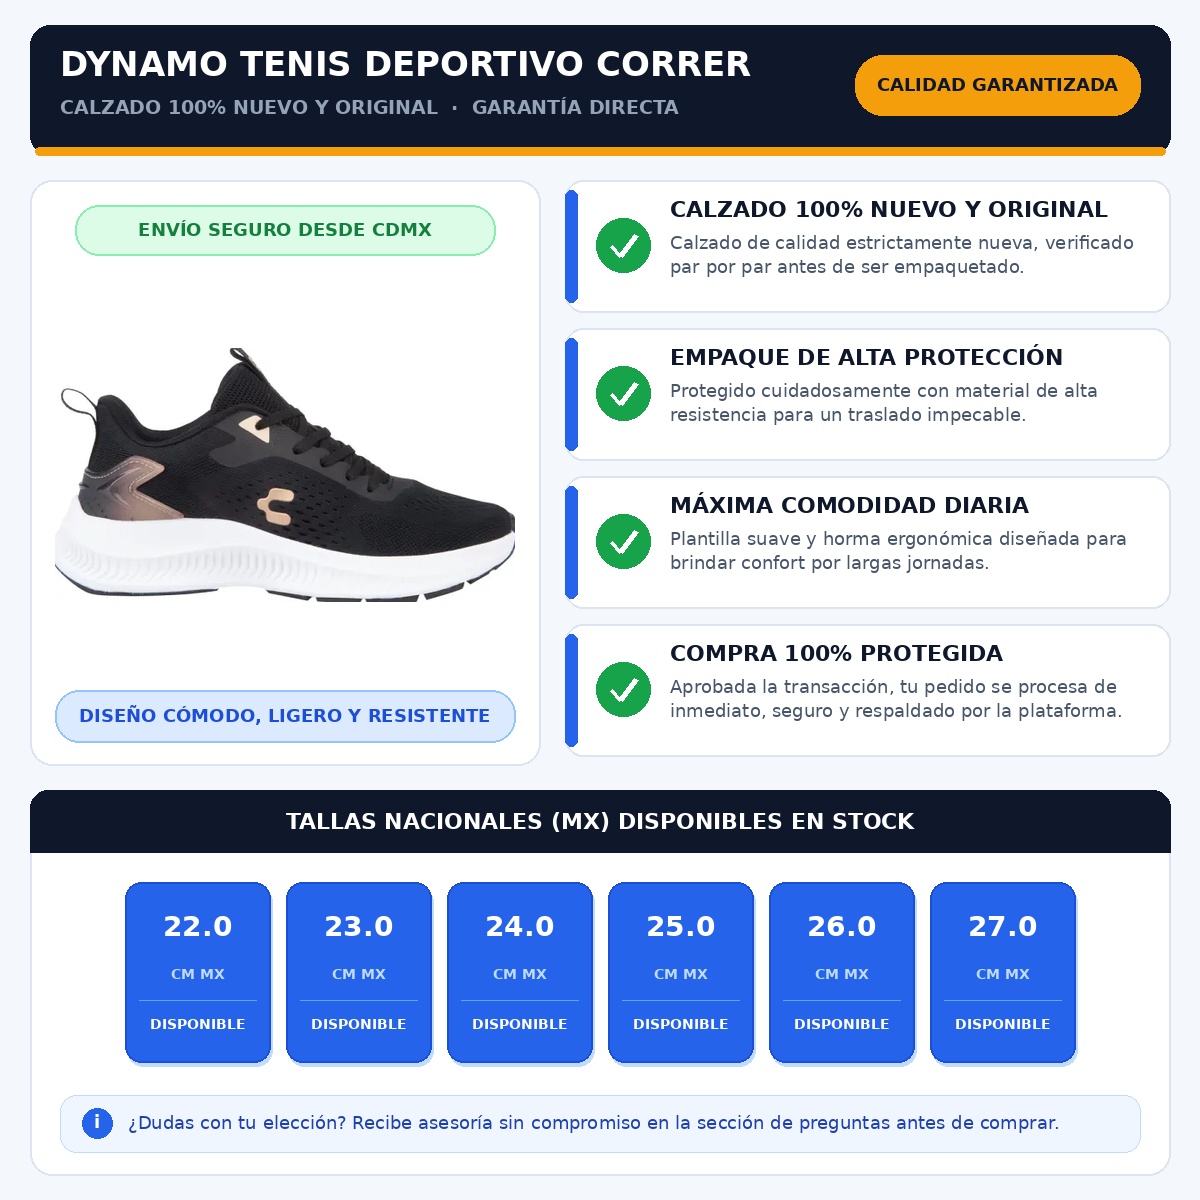 DYNAMO TENIS DEPORTIVO CORRER
CALZADO 100% NUEVO Y ORIGINAL · GARANTÍA DIRECTA
CALIDAD GARANTIZADA
ENVÍO SEGURO DESDE CDMX
DISEÑO CÓMODO, LIGERO Y RESISTENTE
CALZADO 100% NUEVO Y ORIGINAL
Calzado de calidad estrictamente nueva, verificado
par por par antes de ser empaquetado.
EMPAQUE DE ALTA PROTECCIÓN
Protegido cuidadosamente con material de alta
resistencia para un traslado impecable.
MÁXIMA COMODIDAD DIARIA
Plantilla suave y horma ergonómica diseñada para
brindar confort por largas jornadas.
COMPRA 100% PROTEGIDA
Aprobada la transacción, tu pedido se procesa de
inmediato, seguro y respaldado por la plataforma.
TALLAS NACIONALES (MX) DISPONIBLES EN STOCK
22.0
CM MX
DISPONIBLE
23.0
CM MX
DISPONIBLE
24.0
CM MX
DISPONIBLE
25.0
CM MX
DISPONIBLE
26.0
CM MX
DISPONIBLE
27.0
CM MX
DISPONIBLE
i
¿Dudas con tu elección? Recibe asesoría sin compromiso en la sección de preguntas antes de comprar.